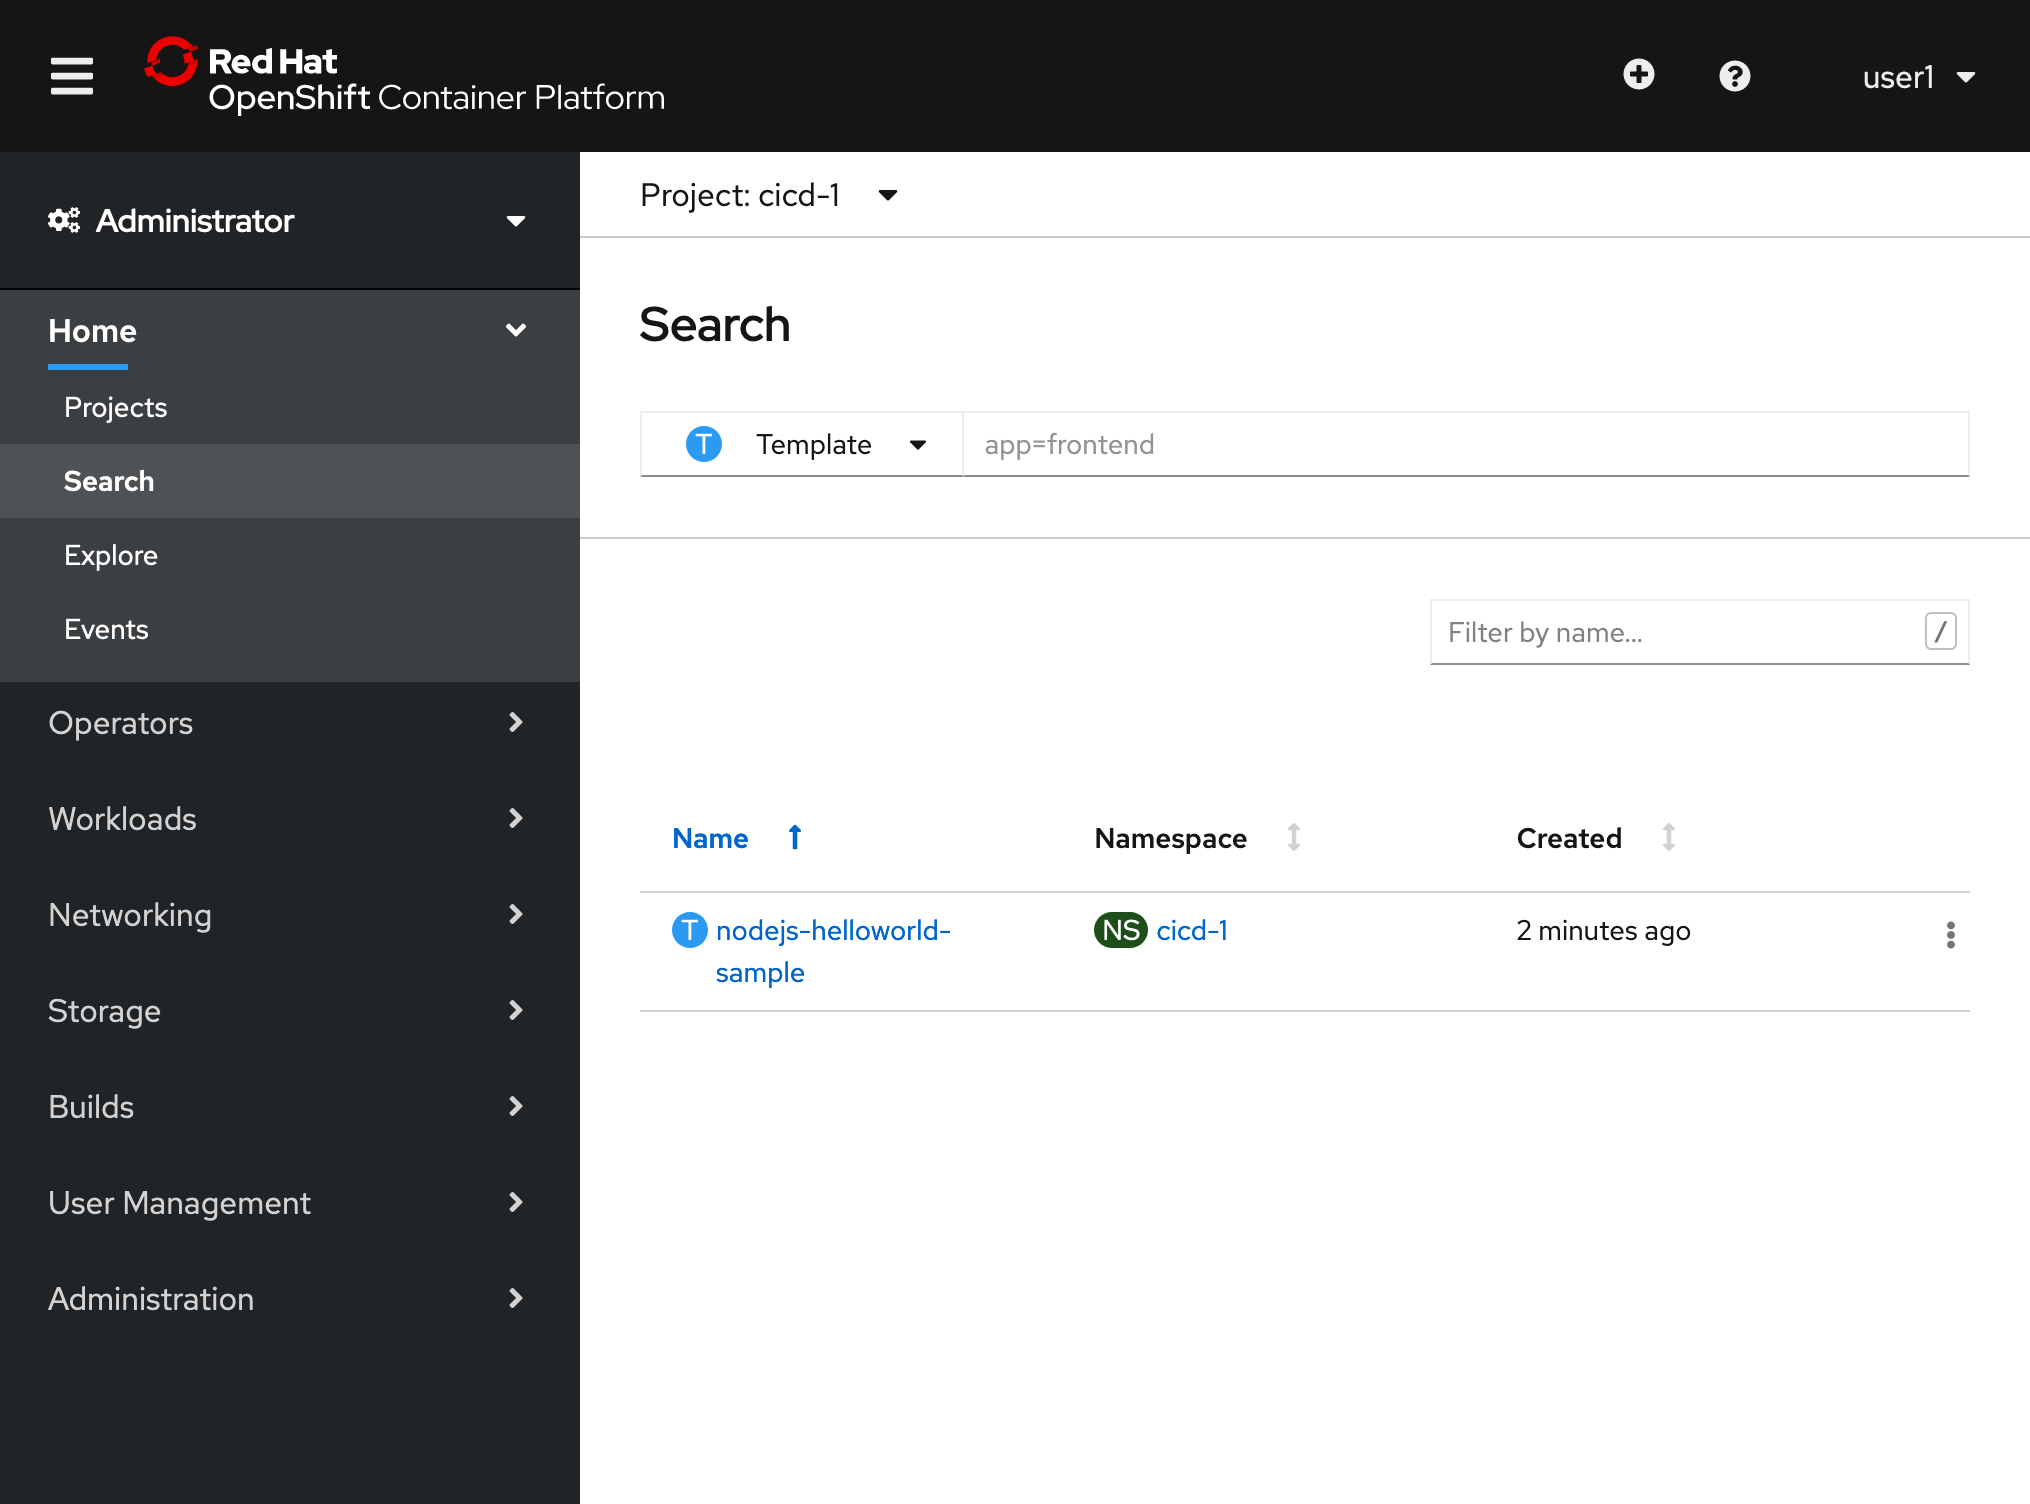 Red Hat
OpenShift Container Platform
user1
Administrator
Home
Projects
Search
Explore
Events
Operators
Workloads
Networking
Storage
Builds
User Management
Administration
Project: cicd-1
Search
T Template
app=frontend
Filter by name...
/
Name Namespace Created
T nodejs-helloworld- NS cicd-1 2 minutes ago
sample